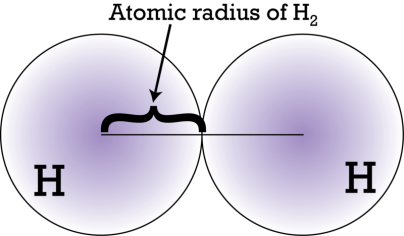 Atomic radius of H₂
H
H